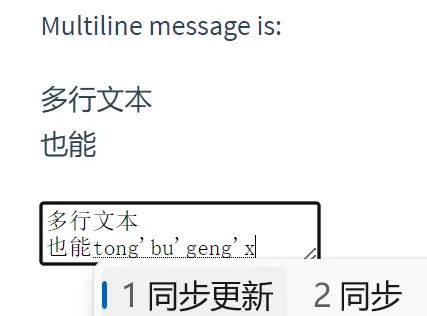 Multiline message is:
多行文本
也能
多行文本
也能tong'bu'geng'x
1 同步更新 2 同步